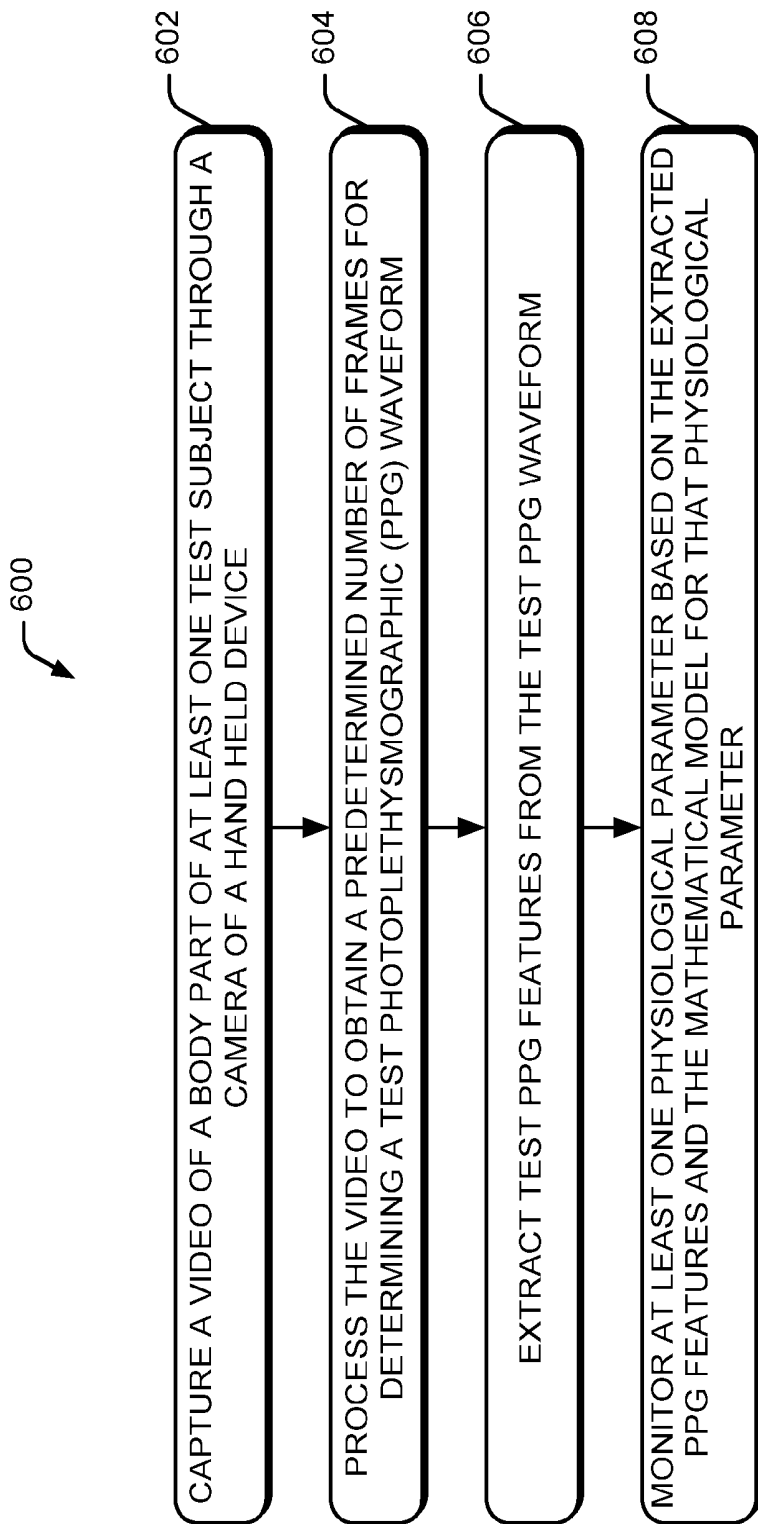 600
CAPTURE A VIDEO OF A BODY PART OF AT LEAST ONE TEST SUBJECT THROUGH A
CAMERA OF A HAND HELD DEVICE
602
PROCESS THE VIDEO TO OBTAIN A PREDETERMINED NUMBER OF FRAMES FOR
DETERMINING A TEST PHOTOPLETHYSMOGRAPHIC (PPG) WAVEFORM
604
EXTRACT TEST PPG FEATURES FROM THE TEST PPG WAVEFORM
606
MONITOR AT LEAST ONE PHYSIOLOGICAL PARAMETER BASED ON THE EXTRACTED
PPG FEATURES AND THE MATHEMATICAL MODEL FOR THAT PHYSIOLOGICAL
PARAMETER
608